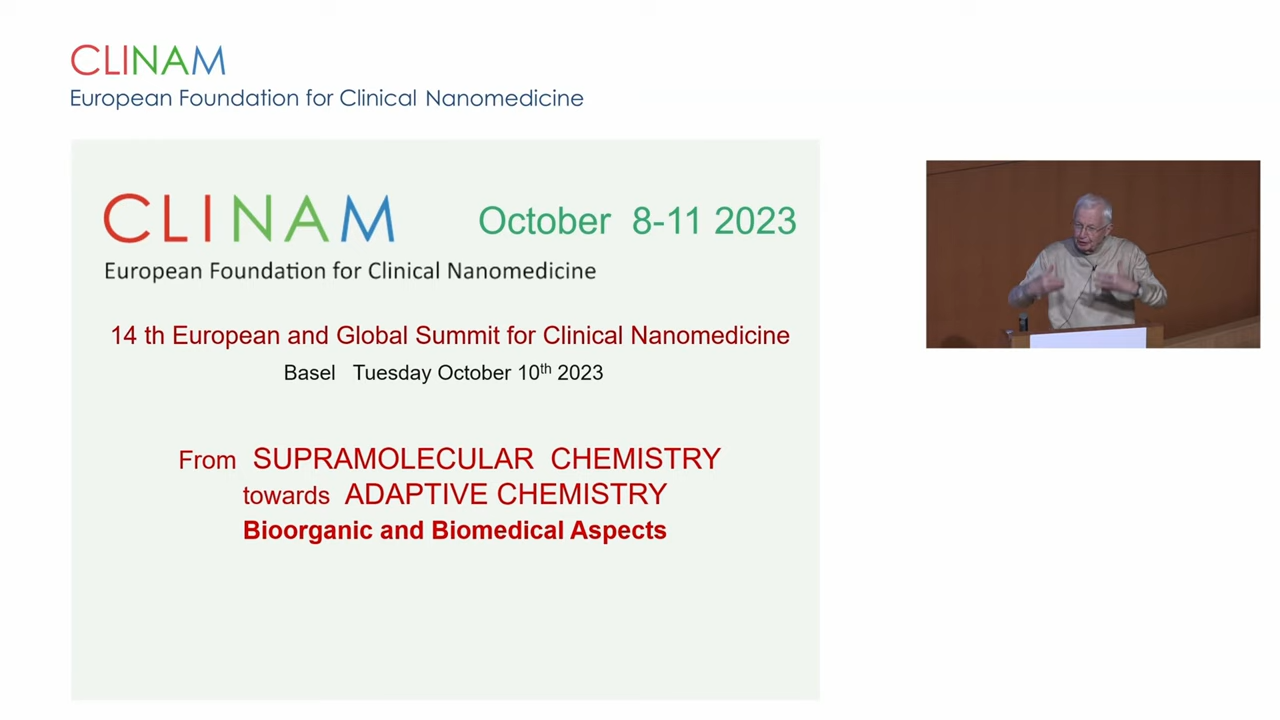 CLINAM
European Foundation for Clinical Nanomedicine
CLINAM October 8-11 2023
European Foundation for Clinical Nanomedicine
14 th European and Global Summit for Clinical Nanomedicine
Basel Tuesday October 10th 2023
From SUPRAMOLECULAR CHEMISTRY
towards ADAPTIVE CHEMISTRY
Bioorganic and Biomedical Aspects